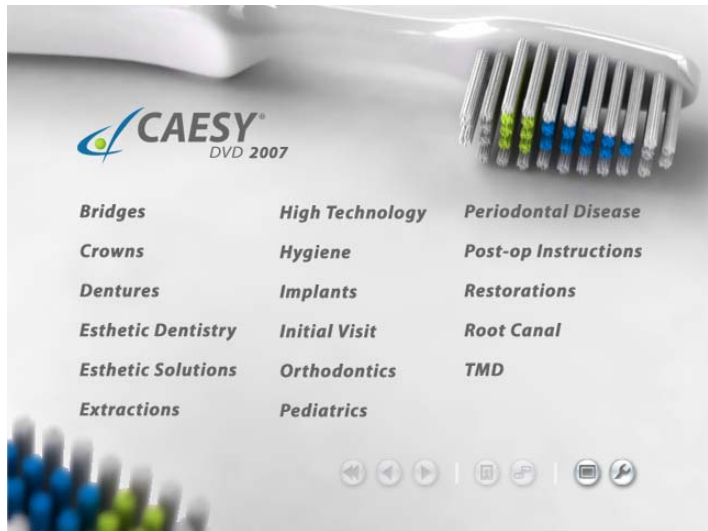 CAESY®
DVD 2007
Bridges
Crowns
Dentures
Esthetic Dentistry
Esthetic Solutions
Extractions
High Technology
Hygiene
Implants
Initial Visit
Orthodontics
Pediatrics
Periodontal Disease
Post-op Instructions
Restorations
Root Canal
TMD